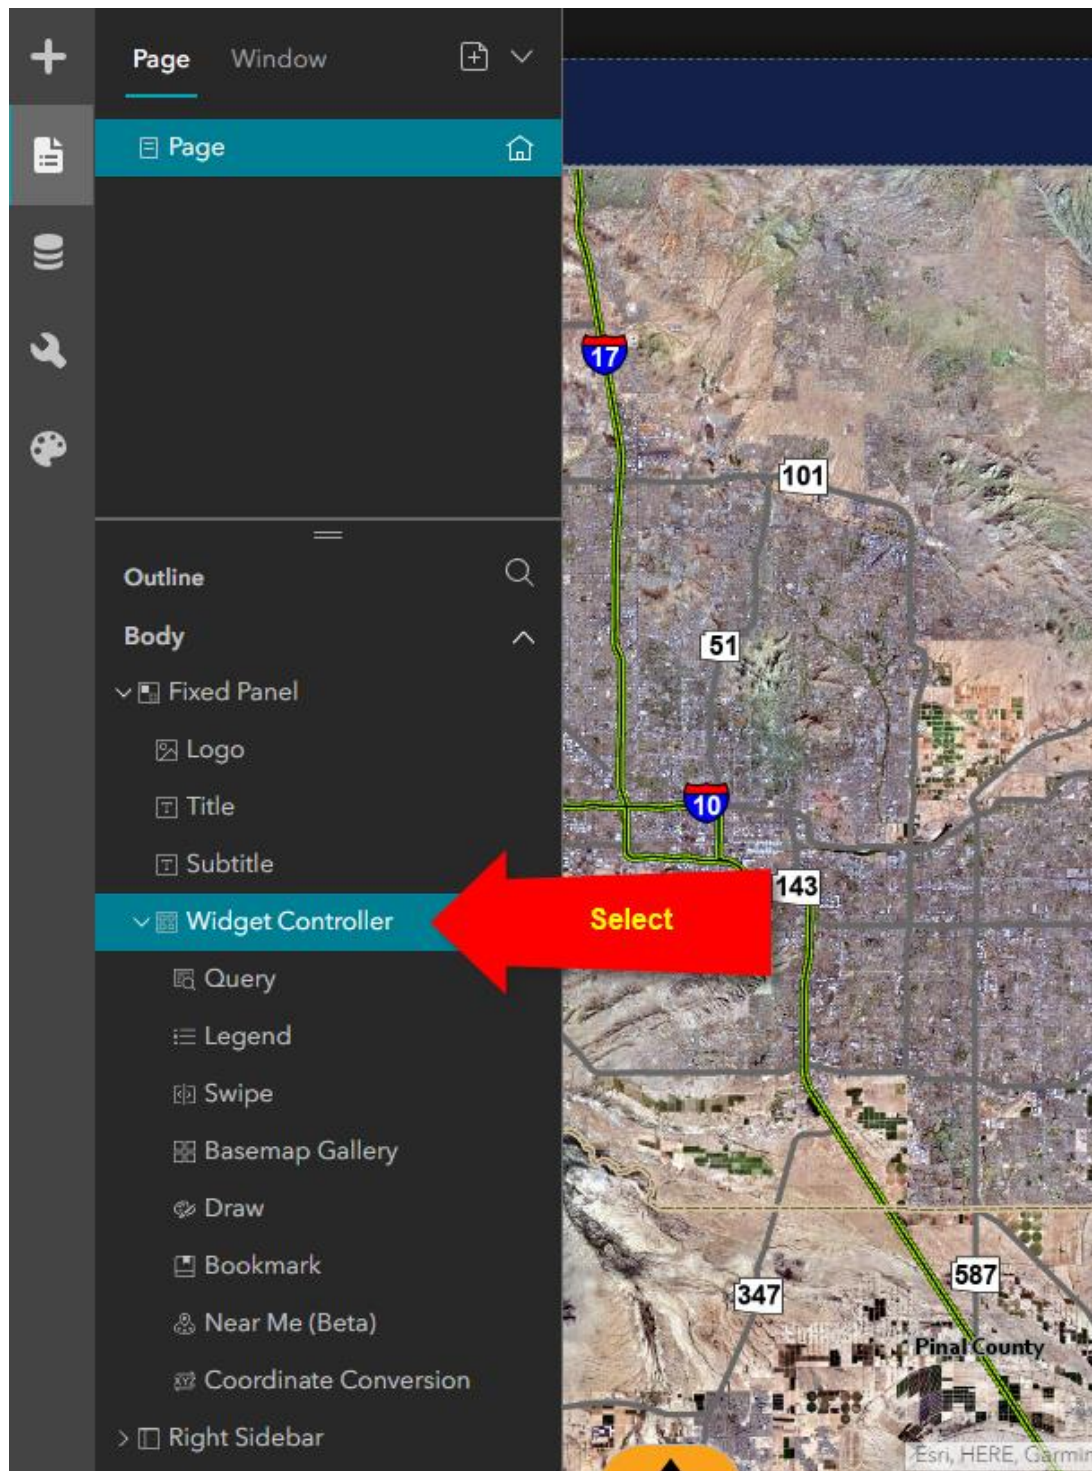 Page Window
Page
Outline
Body
Fixed Panel
Logo
Title
Subtitle
Widget Controller
Query
Legend
Swipe
Basemap Gallery
Draw
Bookmark
Near Me (Beta)
Coordinate Conversion
Right Sidebar
17
101
51
10
143
Select
587
347
Pinal County
Esri, HERE, Garmin